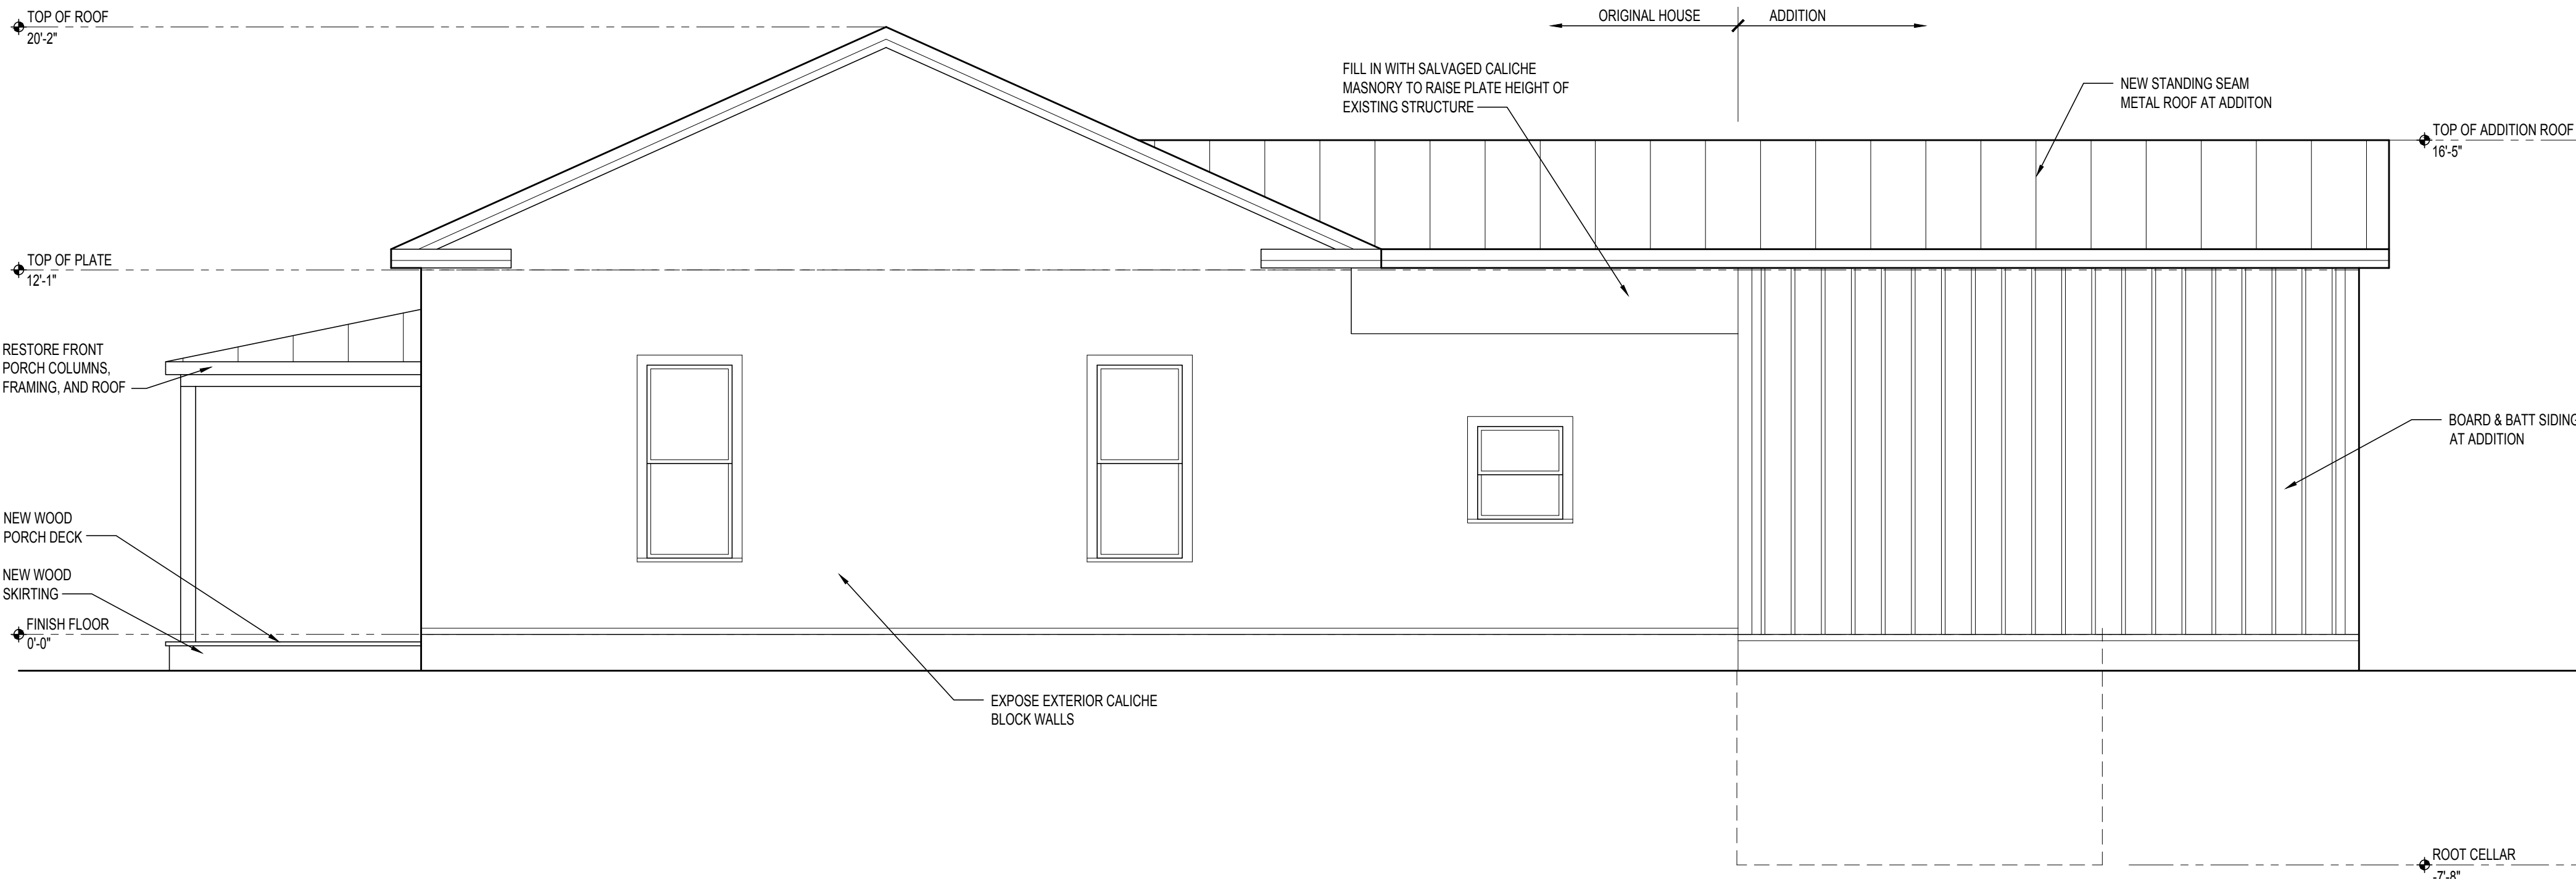 TOP OF ROOF
20'-2"
ORIGINAL HOUSE
ADDITION
FILL IN WITH SALVAGED CALICHE
MASNORY TO RAISE PLATE HEIGHT OF
EXISTING STRUCTURE
NEW STANDING SEAM
METAL ROOF AT ADDITON
TOP OF ADDITION ROOF
16'-5"
TOP OF PLATE
12'-1"
RESTORE FRONT
PORCH COLUMNS,
FRAMING, AND ROOF
BOARD & BATT SIDING
AT ADDITION
NEW WOOD
PORCH DECK
NEW WOOD
SKIRTING
FINISH FLOOR
0'-0"
EXPOSE EXTERIOR CALICHE
BLOCK WALLS
ROOT CELLAR
-7'-8"